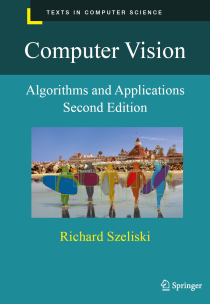 TEXTS IN COMPUTER SCIENCE
Computer Vision
Algorithms and Applications
Second Edition
Richard Szeliski
Springer